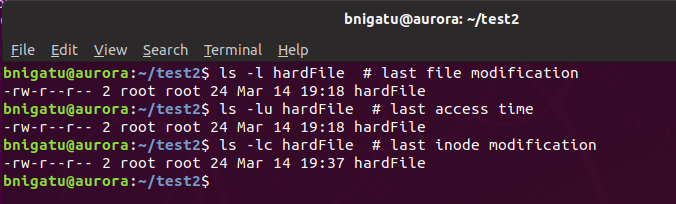 bnigatu@aurora: ~/test2
File Edit View Search Terminal Help
bnigatu@aurora:~/test2$ ls -l hardFile  # last file modification
-rw-r--r-- 2 root root 24 Mar 14 19:18 hardFile
bnigatu@aurora:~/test2$ ls -lu hardFile  # last access time
-rw-r--r-- 2 root root 24 Mar 14 19:18 hardFile
bnigatu@aurora:~/test2$ ls -lc hardFile  # last inode modification
-rw-r--r-- 2 root root 24 Mar 14 19:37 hardFile
bnigatu@aurora:~/test2$